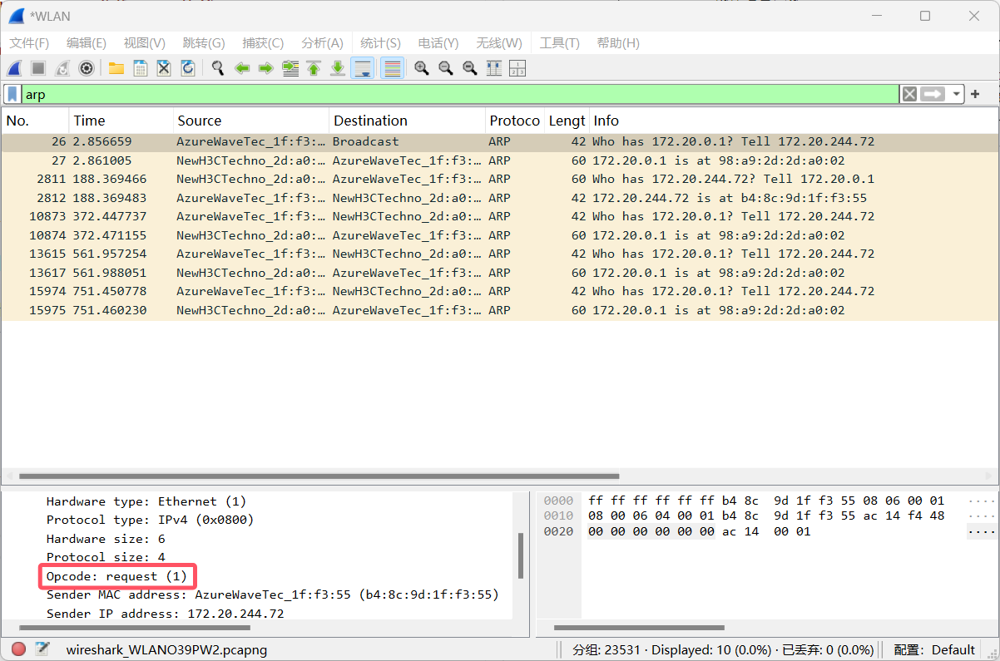 *WLAN
文件(F) 编辑(E) 视图(V) 跳转(G) 捕获(C) 分析(A) 统计(S) 电话(Y) 无线(W) 工具(T) 帮助(H)
arp
No. Time Source Destination Protoco Lengt Info
26 2.856659 AzureWaveTec_1f:f3:… Broadcast ARP 42 Who has 172.20.0.1? Tell 172.20.244.72
27 2.861005 NewH3CTechno_2d:a0:… AzureWaveTec_1f:f3:… ARP 60 172.20.0.1 is at 98:a9:2d:2d:a0:02
2811 188.369466 NewH3CTechno_2d:a0:… AzureWaveTec_1f:f3:… ARP 60 Who has 172.20.244.72? Tell 172.20.0.1
2812 188.369483 AzureWaveTec_1f:f3:… NewH3CTechno_2d:a0:… ARP 42 172.20.244.72 is at b4:8c:9d:1f:f3:55
10873 372.447737 AzureWaveTec_1f:f3:… NewH3CTechno_2d:a0:… ARP 42 Who has 172.20.0.1? Tell 172.20.244.72
10874 372.471155 NewH3CTechno_2d:a0:… AzureWaveTec_1f:f3:… ARP 60 172.20.0.1 is at 98:a9:2d:2d:a0:02
13615 561.957254 AzureWaveTec_1f:f3:… NewH3CTechno_2d:a0:… ARP 42 Who has 172.20.0.1? Tell 172.20.244.72
13617 561.988051 NewH3CTechno_2d:a0:… AzureWaveTec_1f:f3:… ARP 60 172.20.0.1 is at 98:a9:2d:2d:a0:02
15974 751.450778 AzureWaveTec_1f:f3:… NewH3CTechno_2d:a0:… ARP 42 Who has 172.20.0.1? Tell 172.20.244.72
15975 751.460230 NewH3CTechno_2d:a0:… AzureWaveTec_1f:f3:… ARP 60 172.20.0.1 is at 98:a9:2d:2d:a0:02
Hardware type: Ethernet (1)
Protocol type: IPv4 (0x0800)
Hardware size: 6
Protocol size: 4
Opcode: request (1)
Sender MAC address: AzureWaveTec_1f:f3:55 (b4:8c:9d:1f:f3:55)
Sender IP address: 172.20.244.72
0000 ff ff ff ff ff ff b4 8c 9d 1f f3 55 08 06 00 01 ····
0010 08 00 06 04 00 01 b4 8c 9d 1f f3 55 ac 14 f4 48 ····
0020 00 00 00 00 00 00 ac 14 00 01 ····
wireshark_WLANO39PW2.pcapng
分组: 23531 · Displayed: 10 (0.0%) · 已丢弃: 0 (0.0%)
配置: Default